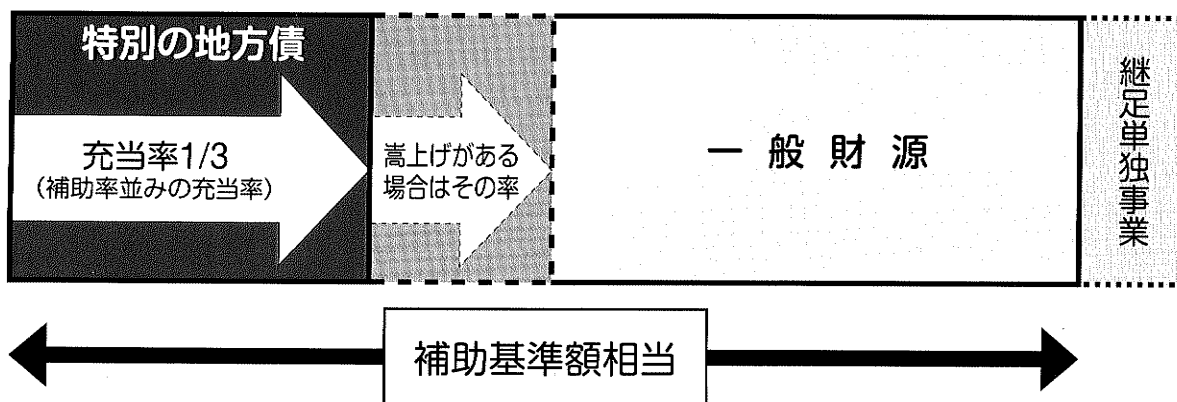 特別の地方債
充当率1/3
(補助率並みの充当率)
嵩上げがある
場合はその率
一般財源
継足単独事業
補助基準額相当